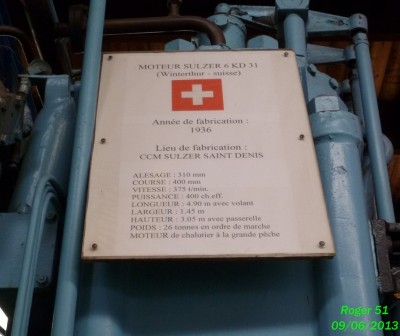 MOTEUR SULZER 6 KD 31
(Winterthur - suisse)
Année de fabrication :
1936
Lieu de fabrication :
CCM SULZER SAINT DENIS
ALESAGE : 310 mm
COURSE : 400 mm
VITESSE : 375 t/min.
PUISSANCE : 400 ch.eff.
LONGUEUR : 4.90 m avec volant
LARGEUR : 1.45 m
HAUTEUR : 3.05 m avec passerelle
POIDS : 26 tonnes en ordre de marche
MOTEUR de chalutier à la grande pêche
Roger 51
09/06/2013